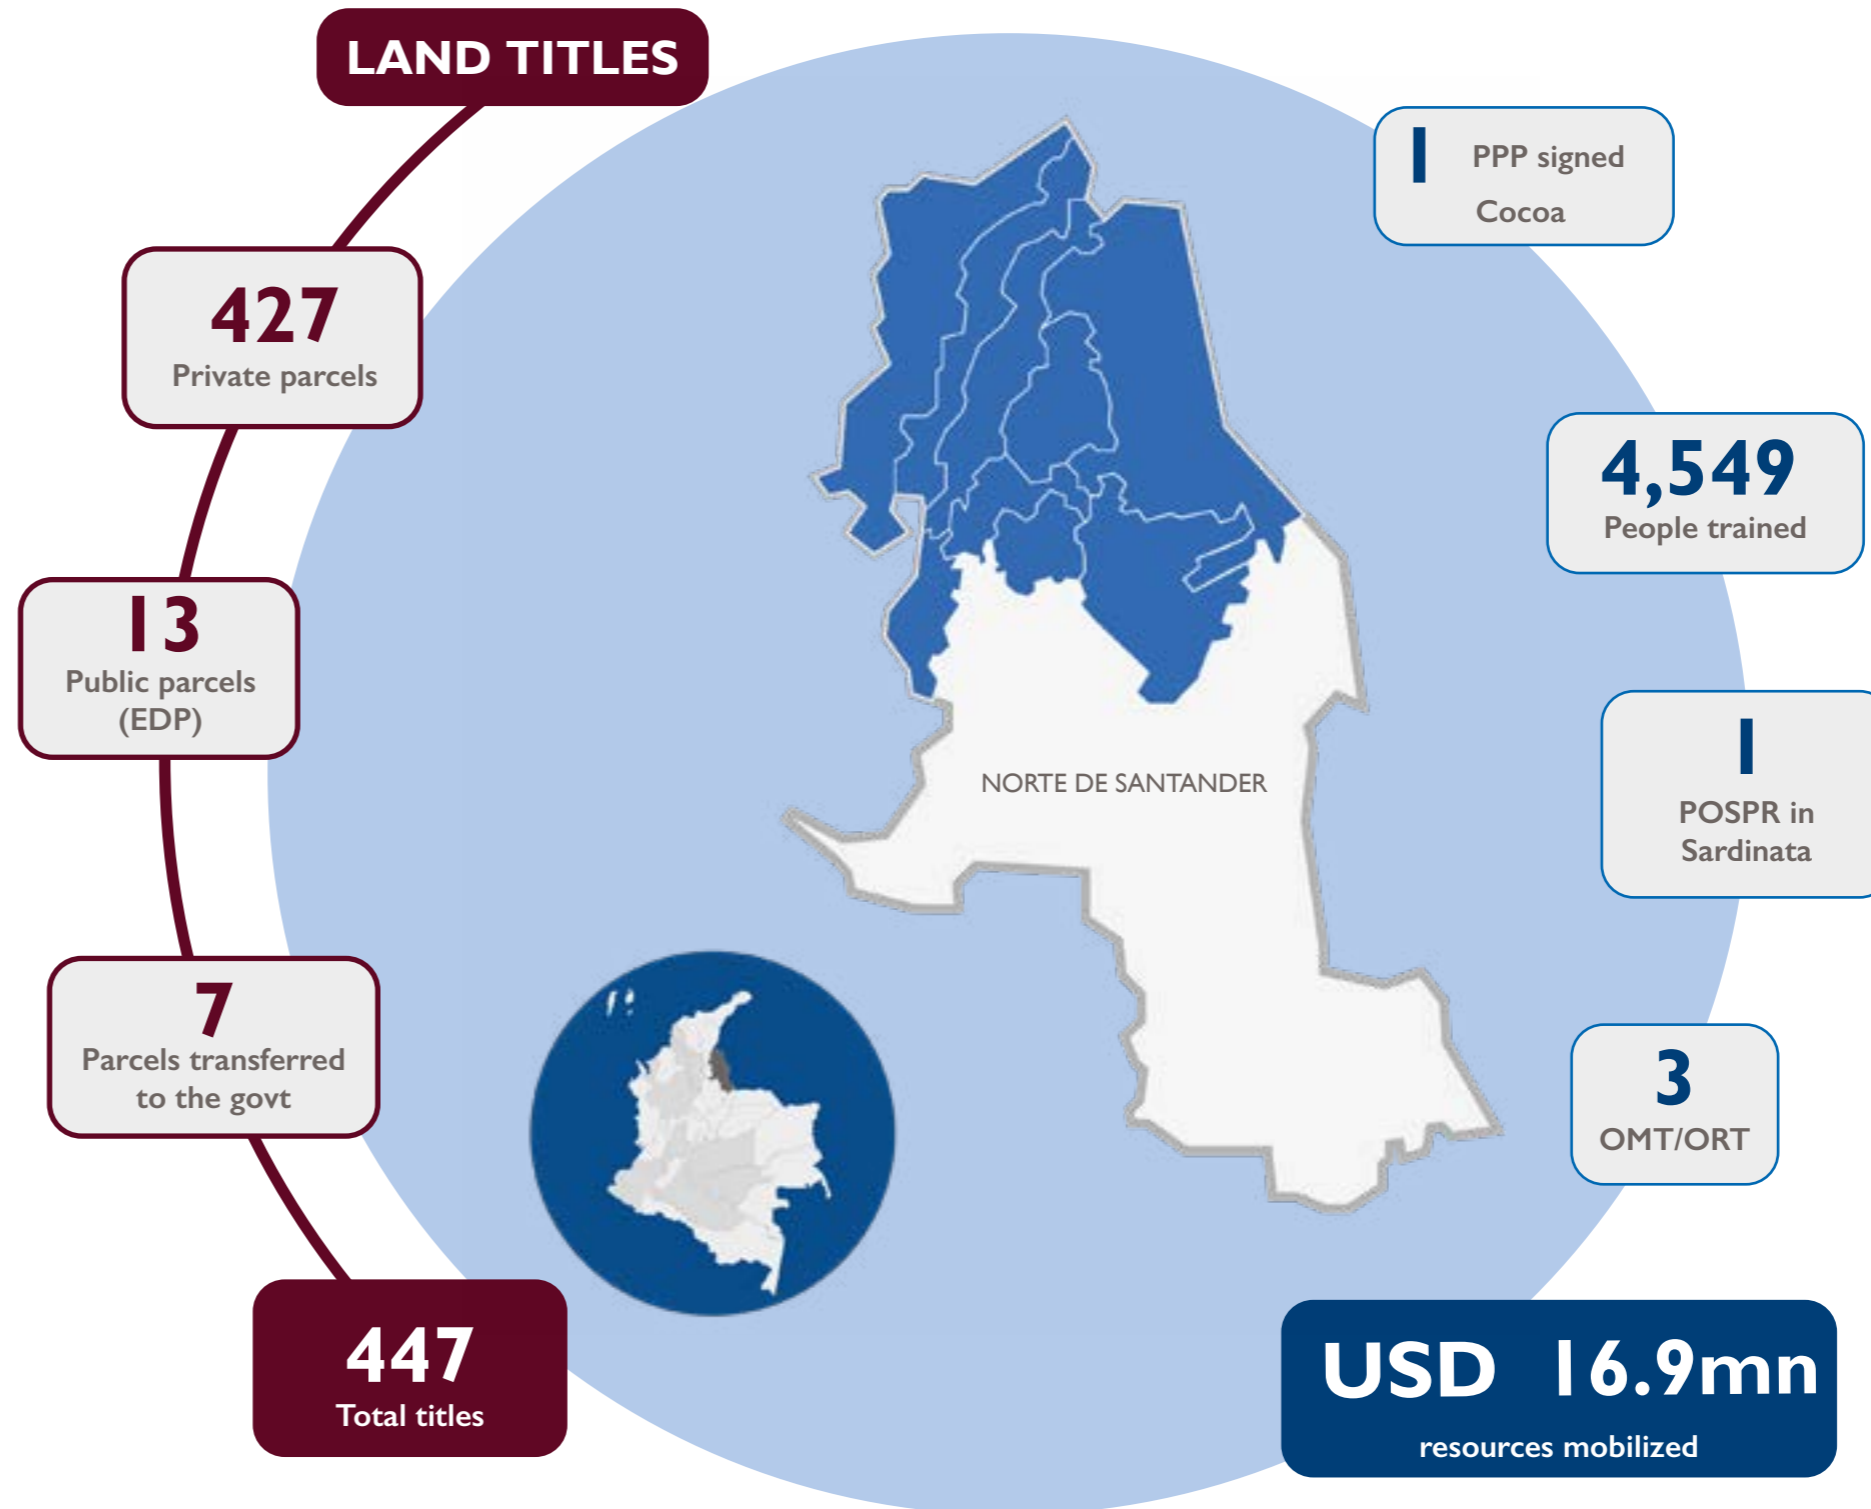 LAND TITLES
427
Private parcels
13
Public parcels
(EDP)
7
Parcels transferred
to the govt
447
Total titles
NORTE DE SANTANDER
1 PPP signed
Cocoa
4,549
People trained
1
POSPR in
Sardinata
3
OMT/ORT
USD 16.9mn
resources mobilized